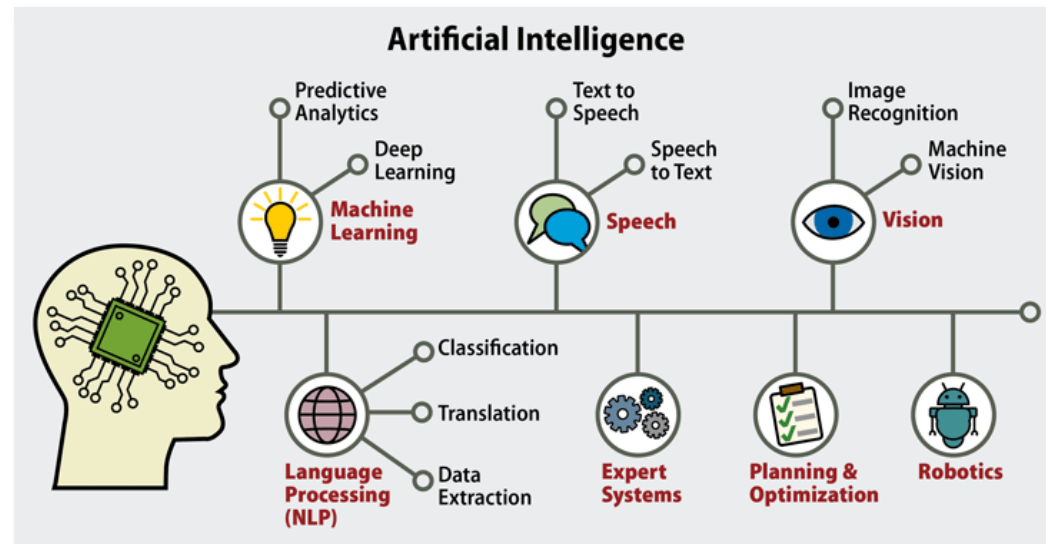 Artificial Intelligence
Predictive
Analytics
Deep
Learning
Machine
Learning
Text to
Speech
Speech
to Text
Speech
Image
Recognition
Machine
Vision
Vision
Classification
Translation
Data
Extraction
Language
Processing
(NLP)
Expert
Systems
Planning &
Optimization
Robotics